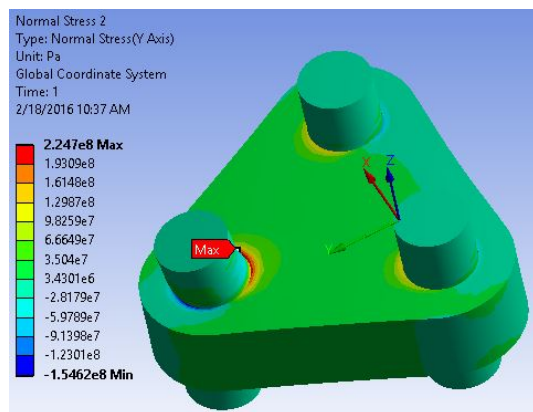 Normal Stress 2
Type: Normal Stress(Y Axis)
Unit: Pa
Global Coordinate System
Time: 1
2/18/2016 10:37 AM
2.247e8 Max
1.9309e8
1.6148e8
1.2987e8
9.8259e7
6.6649e7
3.504e7
3.4301e6
-2.8179e7
-5.9789e7
-9.1398e7
-1.2301e8
-1.5462e8 Min
X
Z
Max
Y